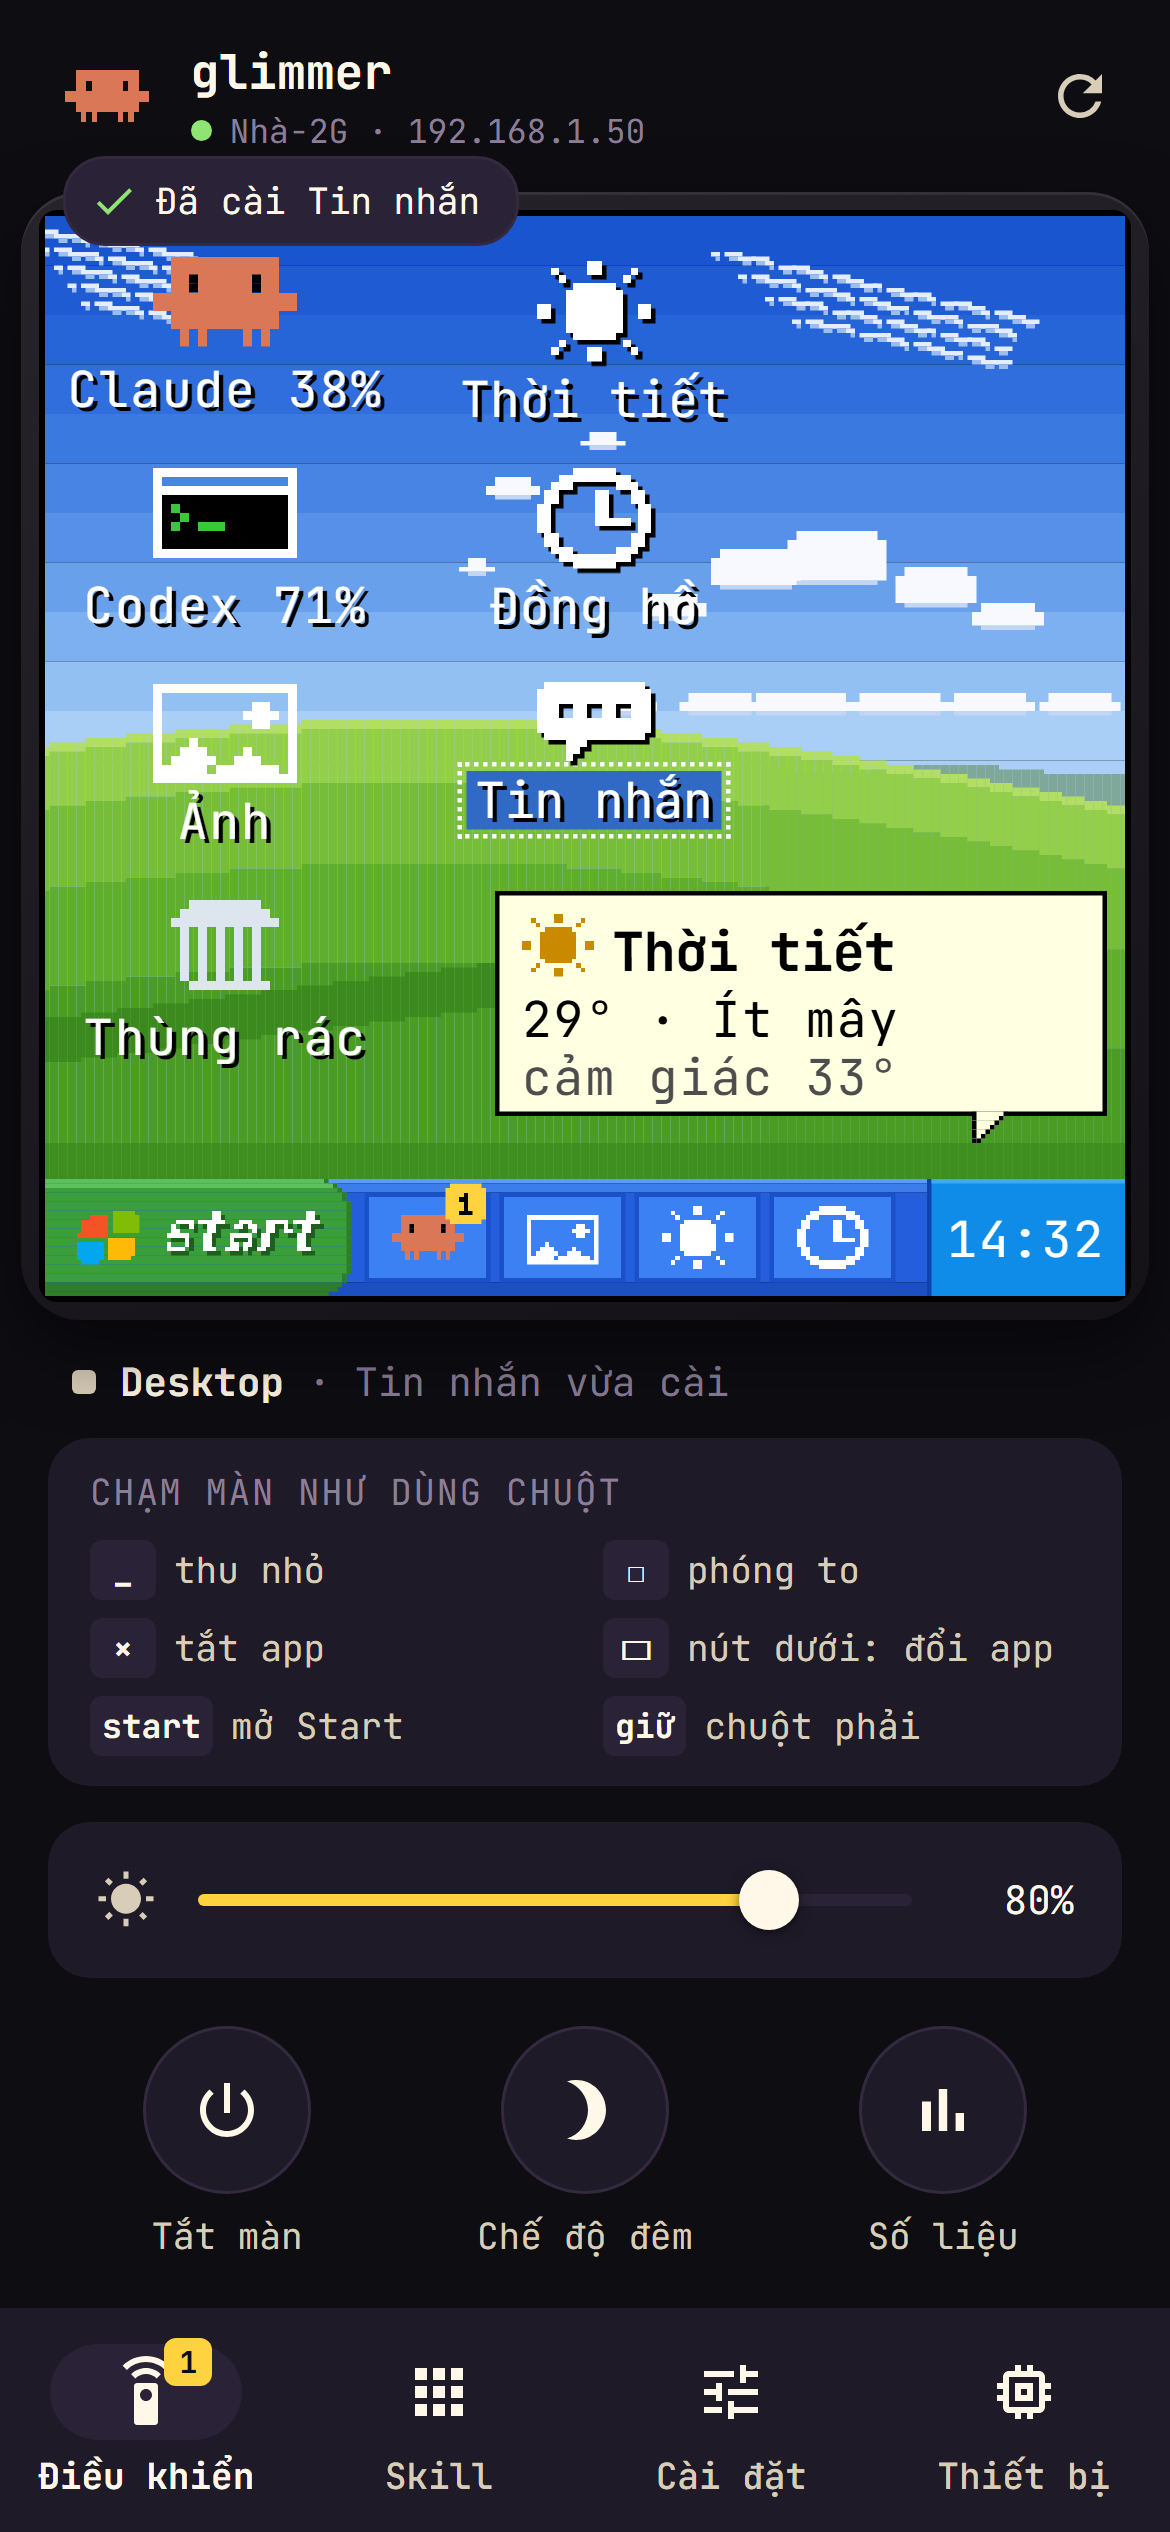 glimmer
Nhà-2G · 192.168.1.50
Đã cài Tin nhắn
Claude 38%
Thời tiết
Codex 71%
Đồng hồ
Ảnh
Tin nhắn
Thùng rác
Thời tiết
29° · Ít mây
cảm giác 33°
start
1
14:32
Desktop · Tin nhắn vừa cài
CHẠM MÀN NHƯ DÙNG CHUỘT
thu nhỏ
phóng to
tắt app
nút dưới: đổi app
start mở Start
giữ chuột phải
80%
Tắt màn
Chế độ đêm
Số liệu
1
Điều khiển
Skill
Cài đặt
Thiết bị